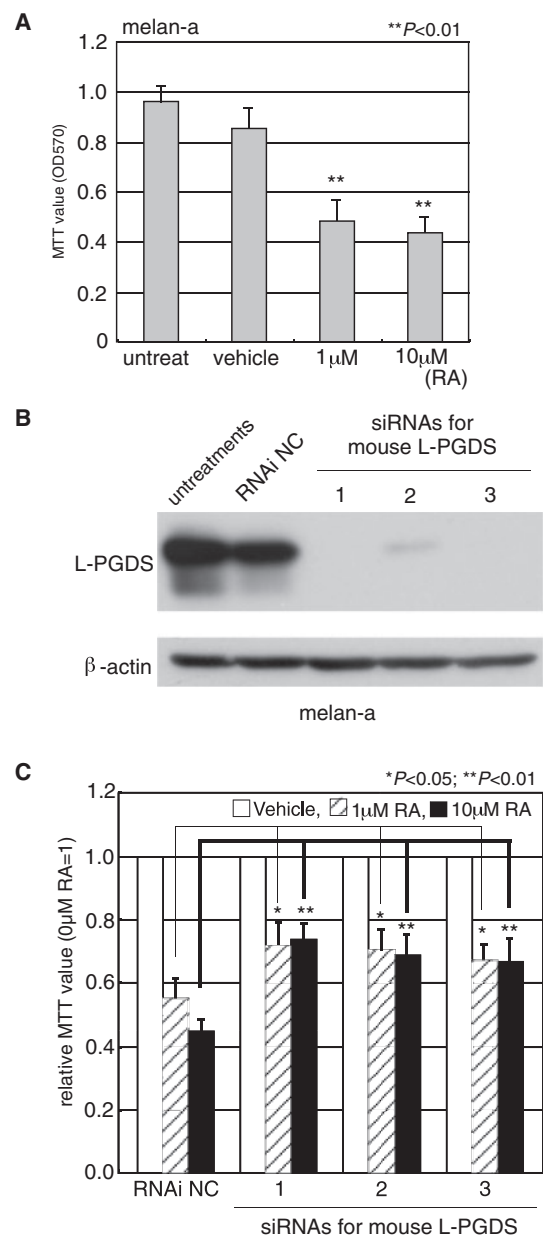 A
melan-a
**P<0.01
MTT value (OD570)
1.2
1.0
0.8
0.6
0.4
0.2
0
**
**
untreat
vehicle
1μM
10μM
(RA)
B
untreatments
RNAi NC
siRNAs for
mouse L-PGDS
1
2
3
L-PGDS
β-actin
melan-a
C
*P<0.05; **P<0.01
relative MTT value (0μM RA=1)
1.2
1.0
0.8
0.6
0.4
0.2
0.0
Vehicle, 1μM RA, 10μM RA
* **
* **
* **
RNAi NC
1
2
3
siRNAs for mouse L-PGDS